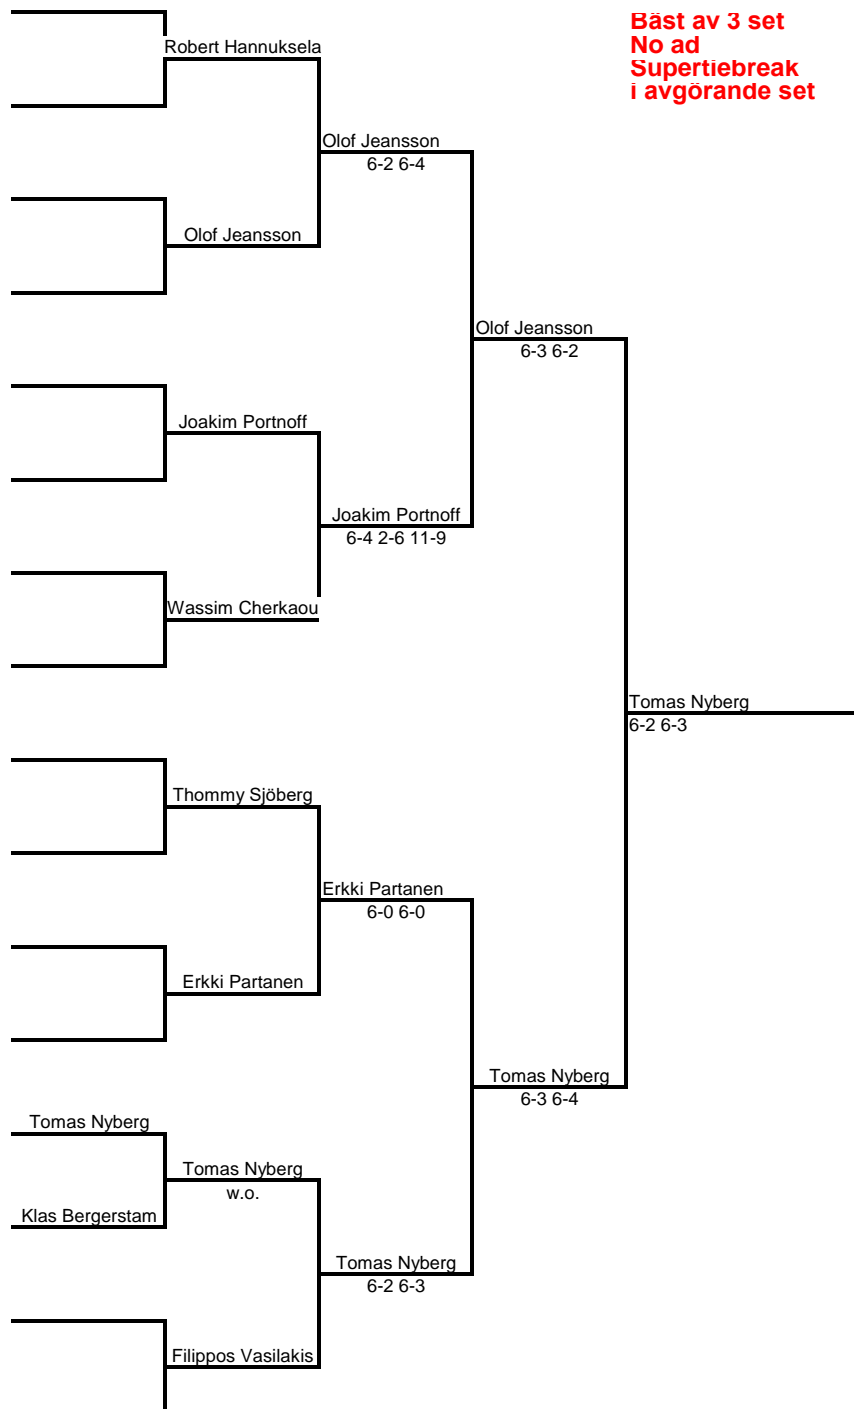 Bäst av 3 set
No ad
Supertiebreak
i avgörande set
Robert Hannuksela
Olof Jeansson
6-2 6-4
Olof Jeansson
Olof Jeansson
6-3 6-2
Joakim Portnoff
Joakim Portnoff
6-4 2-6 11-9
Wassim Cherkaou
Tomas Nyberg
6-2 6-3
Thommy Sjöberg
Erkki Partanen
6-0 6-0
Erkki Partanen
Tomas Nyberg
6-3 6-4
Tomas Nyberg
Tomas Nyberg
w.o.
Klas Bergerstam
Tomas Nyberg
6-2 6-3
Filippos Vasilakis